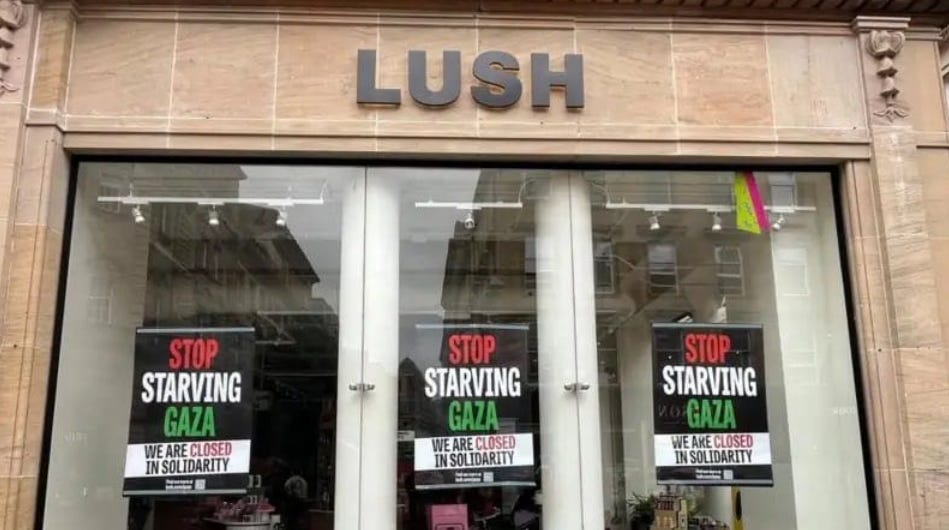 LUSH
STOP
STARVING
GAZA
WE ARE CLOSED
IN SOLIDARITY
STOP
STARVING
GAZA
WE ARE CLOSED
IN SOLIDARITY
STOP
STARVING
GAZA
WE ARE CLOSED
IN SOLIDARITY